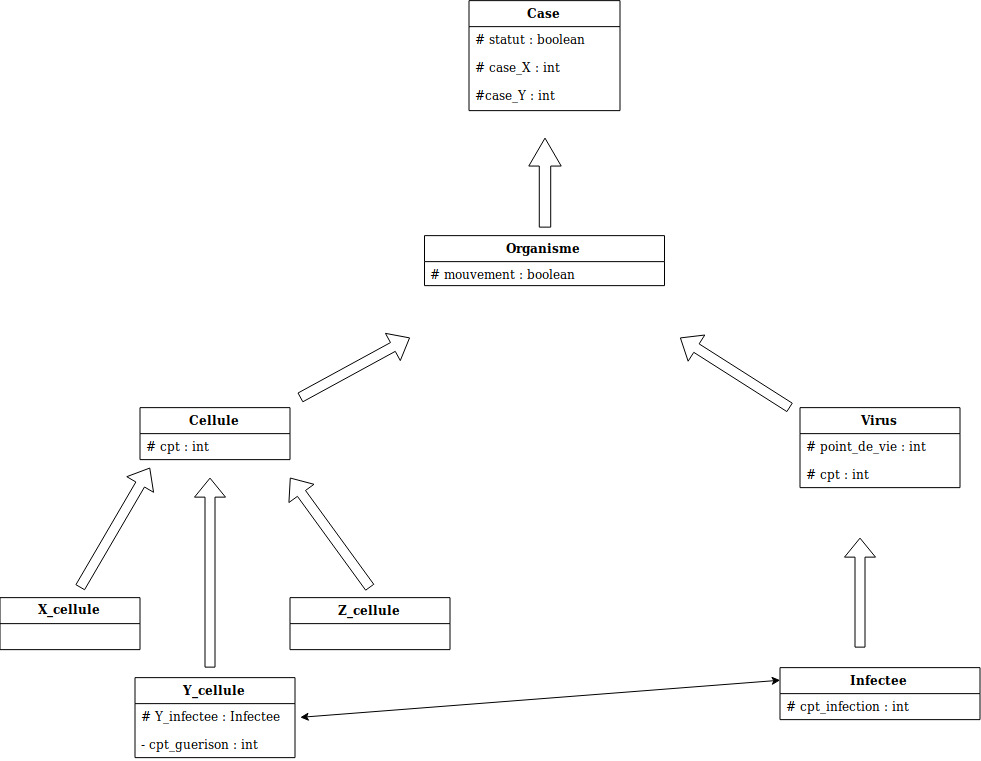 Case
# statut : boolean
# case_X : int
#case_Y : int
Organisme
# mouvement : boolean
Cellule
# cpt : int
Virus
# point_de_vie : int
# cpt : int
X_cellule
Z_cellule
Y_cellule
# Y_infectee : Infectee
- cpt_guerison : int
Infectee
# cpt_infection : int